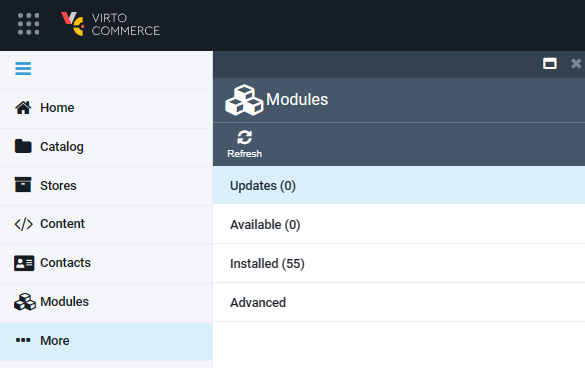 VIRTO
COMMERCE
Home
Catalog
Stores
Content
Contacts
Modules
More
Modules
Refresh
Updates (0)
Available (0)
Installed (55)
Advanced